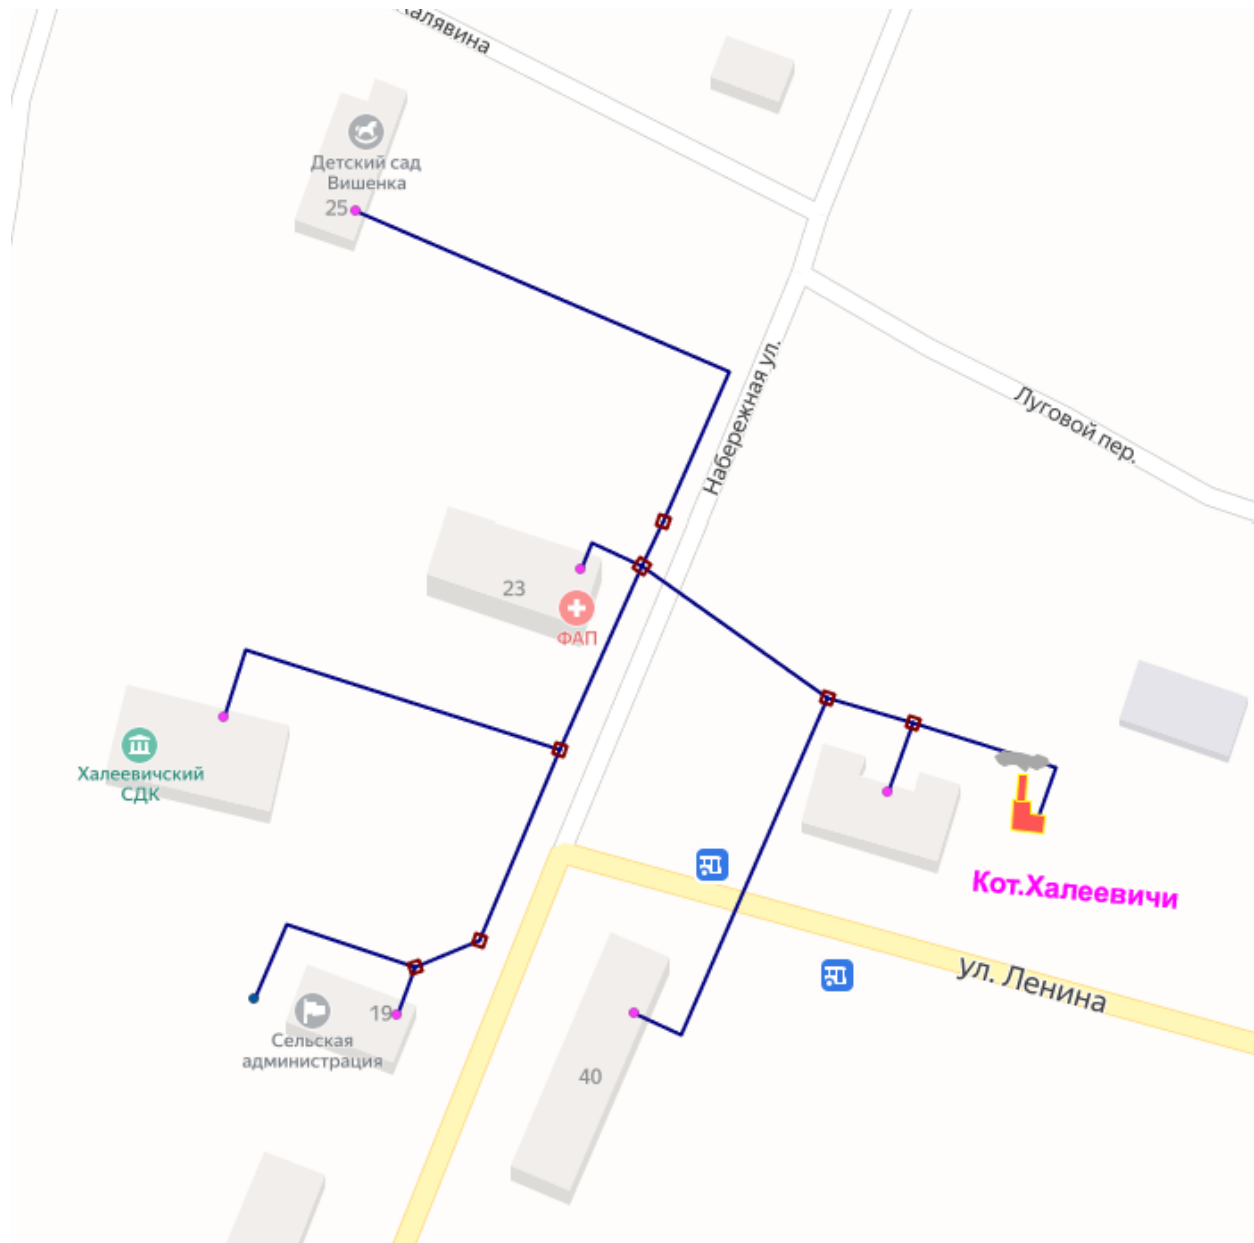 Халявина
Детский сад
Вишенка
25
Набережная ул.
Луговой пер.
23
ФАП
Халеевичский
СДК
Кот.Халеевичи
ул. Ленина
19
Сельская
администрация
40